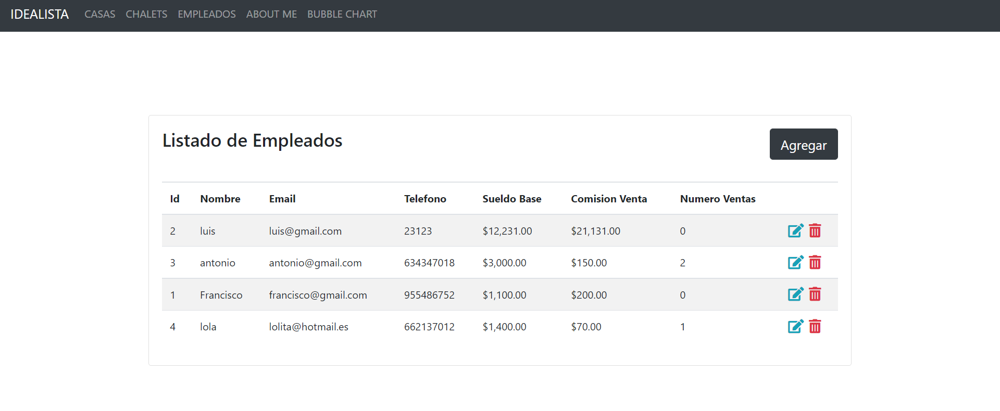 IDEALISTA CASAS CHALETS EMPLEADOS ABOUT ME BUBBLE CHART
Listado de Empleados Agregar
Id Nombre Email Telefono Sueldo Base Comision Venta Numero Ventas
2 luis luis@gmail.com 23123 $12,231.00 $21,131.00 0
3 antonio antonio@gmail.com 634347018 $3,000.00 $150.00 2
1 Francisco francisco@gmail.com 955486752 $1,100.00 $200.00 0
4 lola lolita@hotmail.es 662137012 $1,400.00 $70.00 1